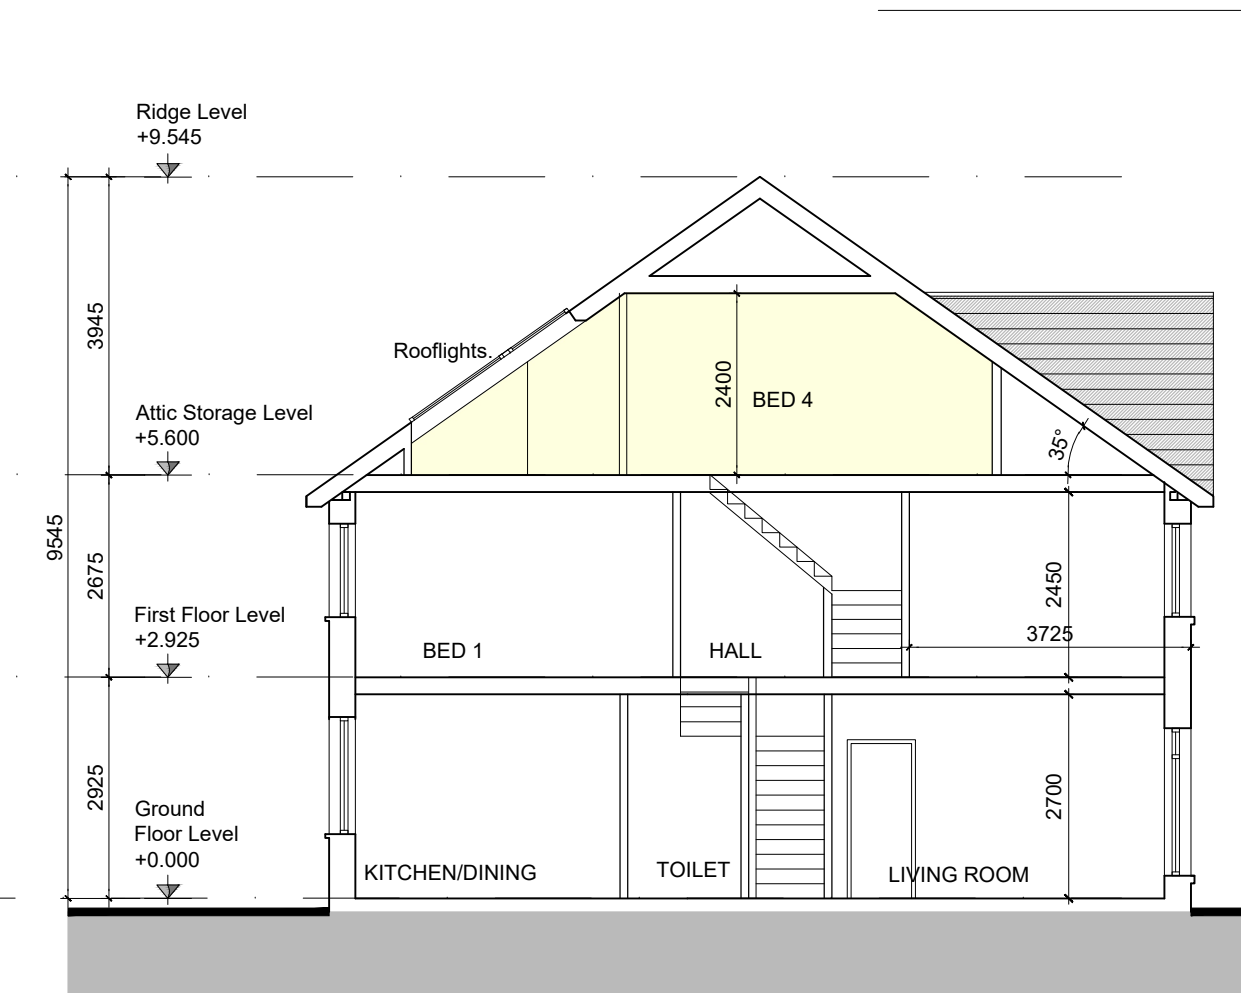 Ridge Level
+9.545
3945
Rooflights.
2400
BED 4
Attic Storage Level
+5.600
35°
9545
2675
2450
First Floor Level
+2.925
3725
BED 1
HALL
2925
2700
Ground
Floor Level
+0.000
KITCHEN/DINING
TOILET
LIVING ROOM